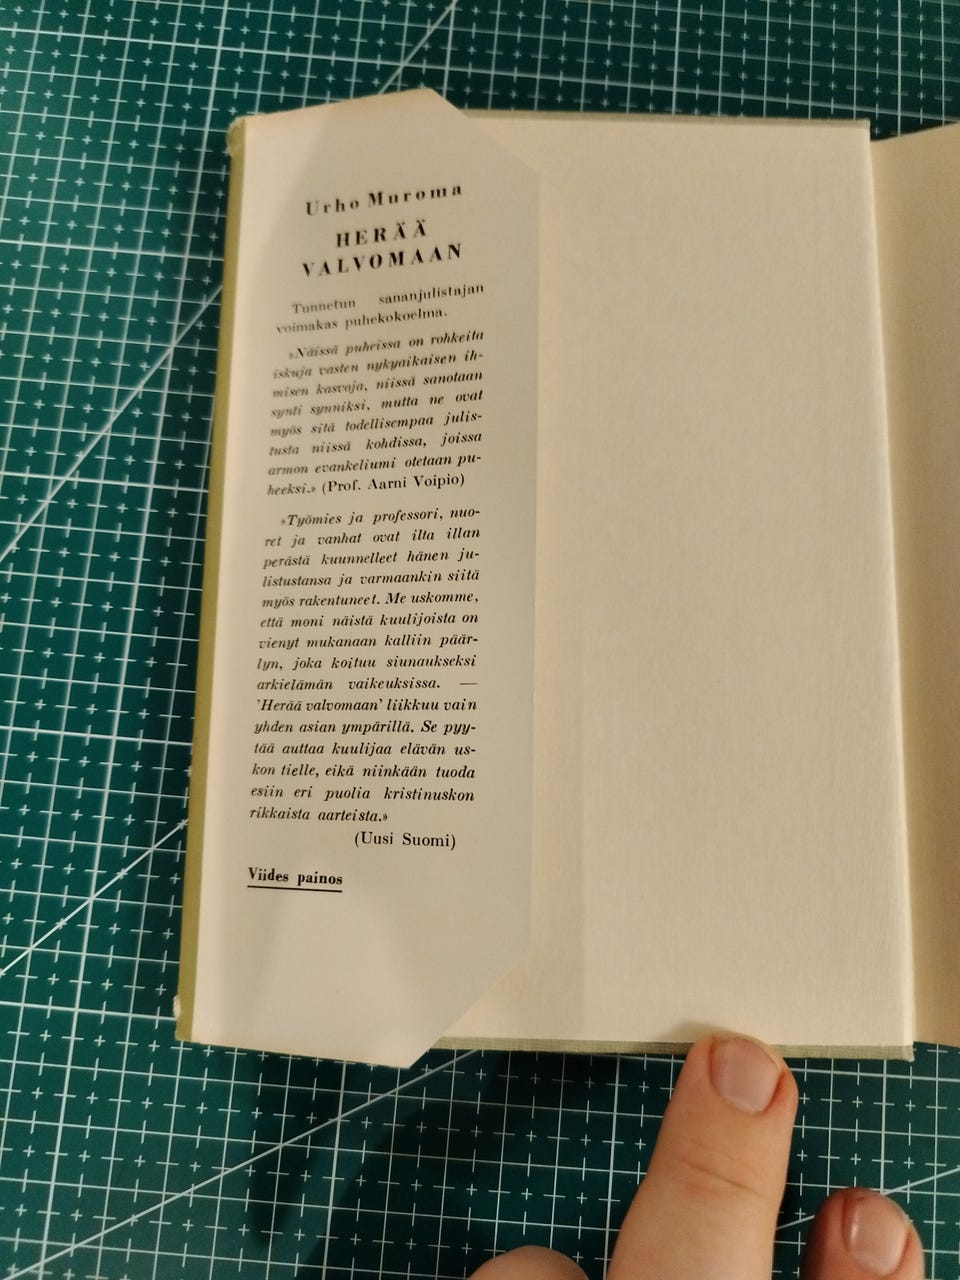 Urho Muroma
HERÄÄ
VALVOMAAN
Tunnetun sananjulistajan
voimakas puhekokoelma.
»Näissä puheissa on rohkeita
iskuja vasten nykyaikaisen ih-
misen kasvoja, niissä sanotaan
synti synniksi, mutta ne ovat
myös sitä todellisempaa julis-
tusta niissä kohdissa, joissa
armon evankeliumi otetaan pu-
heeksi.» (Prof. Aarni Voipio)
»Työmies ja professori, nuo-
ret ja vanhat ovat ilta illan
perästä kuunnelleet hänen ju-
listustansa ja varmaankin siitä
myös rakentuneet. Me uskomme,
että moni näistä kuulijoista on
vienyt mukanaan kalliin päär-
lyn, joka koituu siunaukseksi
arkielämän vaikeuksissa. —
'Herää valvomaan' liikkuu vain
yhden asian ympärillä. Se pyy-
tää auttaa kuulijaa elävän us-
kon tielle, eikä niinkään tuoda
esiin eri puolia kristinuskon
rikkaista aarteista.»
(Uusi Suomi)
Viides painos